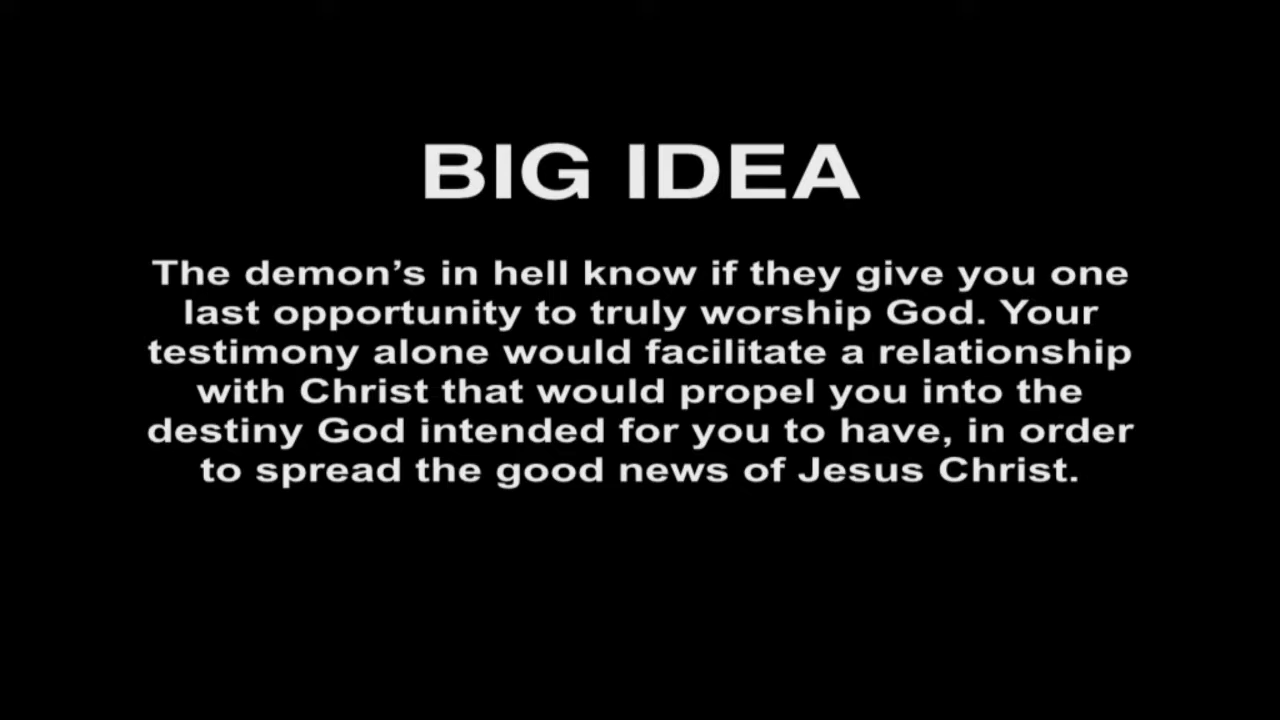 BIG IDEA
The demon’s in hell know if they give you one
last opportunity to truly worship God. Your
testimony alone would facilitate a relationship
with Christ that would propel you into the
destiny God intended for you to have, in order
to spread the good news of Jesus Christ.